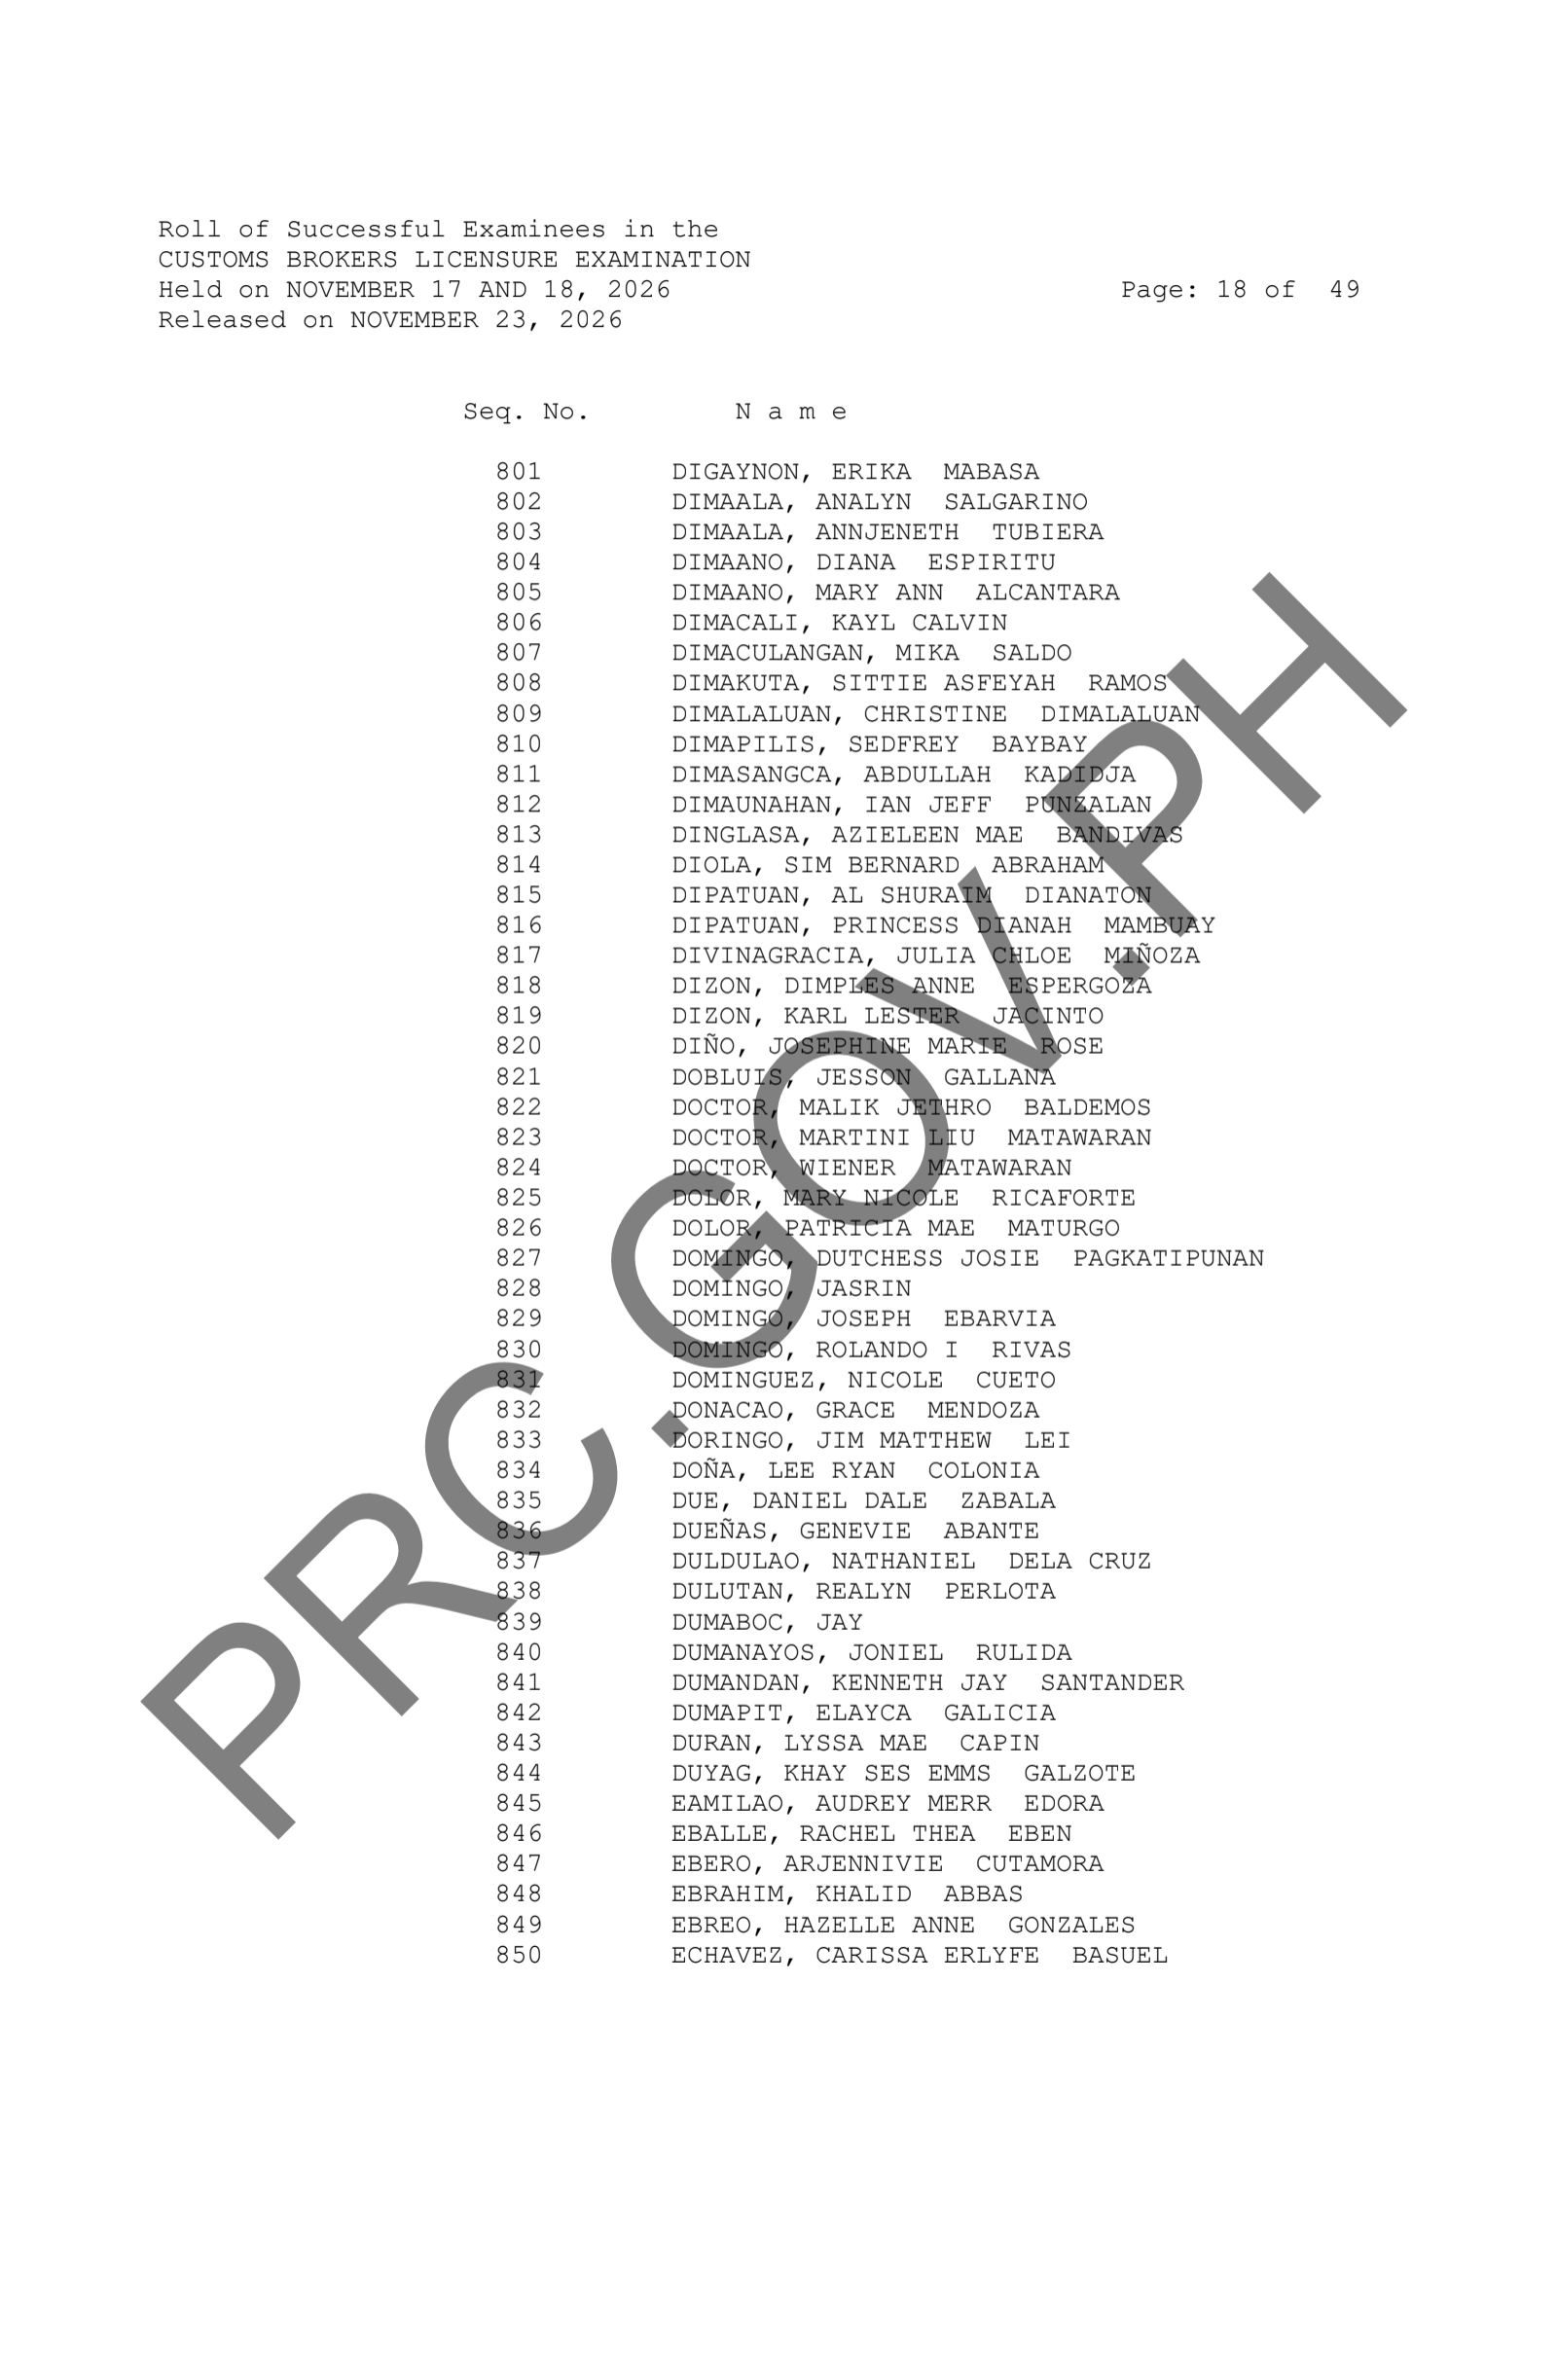 Roll of Successful Examinees in the
CUSTOMS BROKERS LICENSURE EXAMINATION
Held on NOVEMBER 17 AND 18, 2026 Page: 18 of 49
Released on NOVEMBER 23, 2026
Seq. No. N a m e
801 DIGAYNON, ERIKA MABASA
802 DIMAALA, ANALYN SALGARINO
803 DIMAALA, ANNJENETH TUBIERA
804 DIMAANO, DIANA ESPIRITU
805 DIMAANO, MARY ANN ALCANTARA
806 DIMACALI, KAYL CALVIN
807 DIMACULANGAN, MIKA SALDO
808 DIMAKUTA, SITTIE ASFEYAH RAMOS
809 DIMALALUAN, CHRISTINE DIMALALUAN
810 DIMAPILIS, SEDFREY BAYBAY
811 DIMASANGCA, ABDULLAH KADIDJA
812 DIMAUNAHAN, IAN JEFF PUNZALAN
813 DINGLASA, AZIELEEN MAE BANDIVAS
814 DIOLA, SIM BERNARD ABRAHAM
815 DIPATUAN, AL SHURAIM DIANATON
816 DIPATUAN, PRINCESS DIANAH MAMBUAY
817 DIVINAGRACIA, JULIA CHLOE MIÑOZA
818 DIZON, DIMPLES ANNE ESPERGOZA
819 DIZON, KARL LESTER JACINTO
820 DIÑO, JOSEPHINE MARIE ROSE
821 DOBLUIS, JESSON GALLANA
822 DOCTOR, MALIK JETHRO BALDEMOS
823 DOCTOR, MARTINI LIU MATAWARAN
824 DOCTOR, WIENER MATAWARAN
825 DOLOR, MARY NICOLE RICAFORTE
826 DOLOR, PATRICIA MAE MATURGO
827 DOMINGO, DUTCHESS JOSIE PAGKATIPUNAN
828 DOMINGO, JASRIN
829 DOMINGO, JOSEPH EBARVIA
830 DOMINGO, ROLANDO I RIVAS
831 DOMINGUEZ, NICOLE CUETO
832 DONACAO, GRACE MENDOZA
833 DORINGO, JIM MATTHEW LEI
834 DOÑA, LEE RYAN COLONIA
835 DUE, DANIEL DALE ZABALA
836 DUEÑAS, GENEVIE ABANTE
837 DULDULAO, NATHANIEL DELA CRUZ
838 DULUTAN, REALYN PERLOTA
839 DUMABOC, JAY
840 DUMANAYOS, JONIEL RULIDA
841 DUMANDAN, KENNETH JAY SANTANDER
842 DUMAPIT, ELAYCA GALICIA
843 DURAN, LYSSA MAE CAPIN
844 DUYAG, KHAY SES EMMS GALZOTE
845 EAMILAO, AUDREY MERR EDORA
846 EBALLE, RACHEL THEA EBEN
847 EBERO, ARJENNIVIE CUTAMORA
848 EBRAHIM, KHALID ABBAS
849 EBREO, HAZELLE ANNE GONZALES
850 ECHAVEZ, CARISSA ERLYFE BASUEL
PRC.GOV.PH